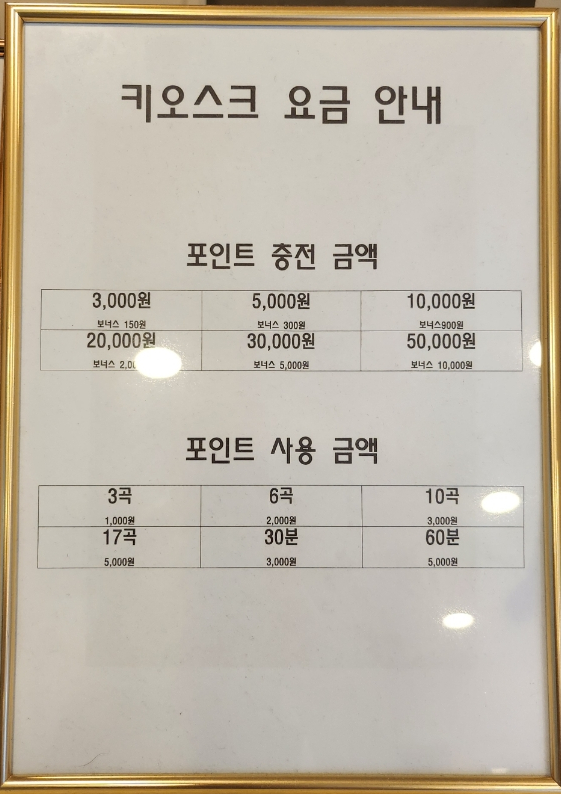 키오스크 요금 안내
포인트 충전 금액
3,000원 5,000원 10,000원
보너스 150원 보너스 300원 보너스900원
20,000원 30,000원 50,000원
보너스 보너스 5,000원 보너스 10,000원
포인트 사용 금액
3곡 6곡 10곡
1,000원 2,000원 3,000원
17곡 30분 60분
5,000원 3,000원 5,000원